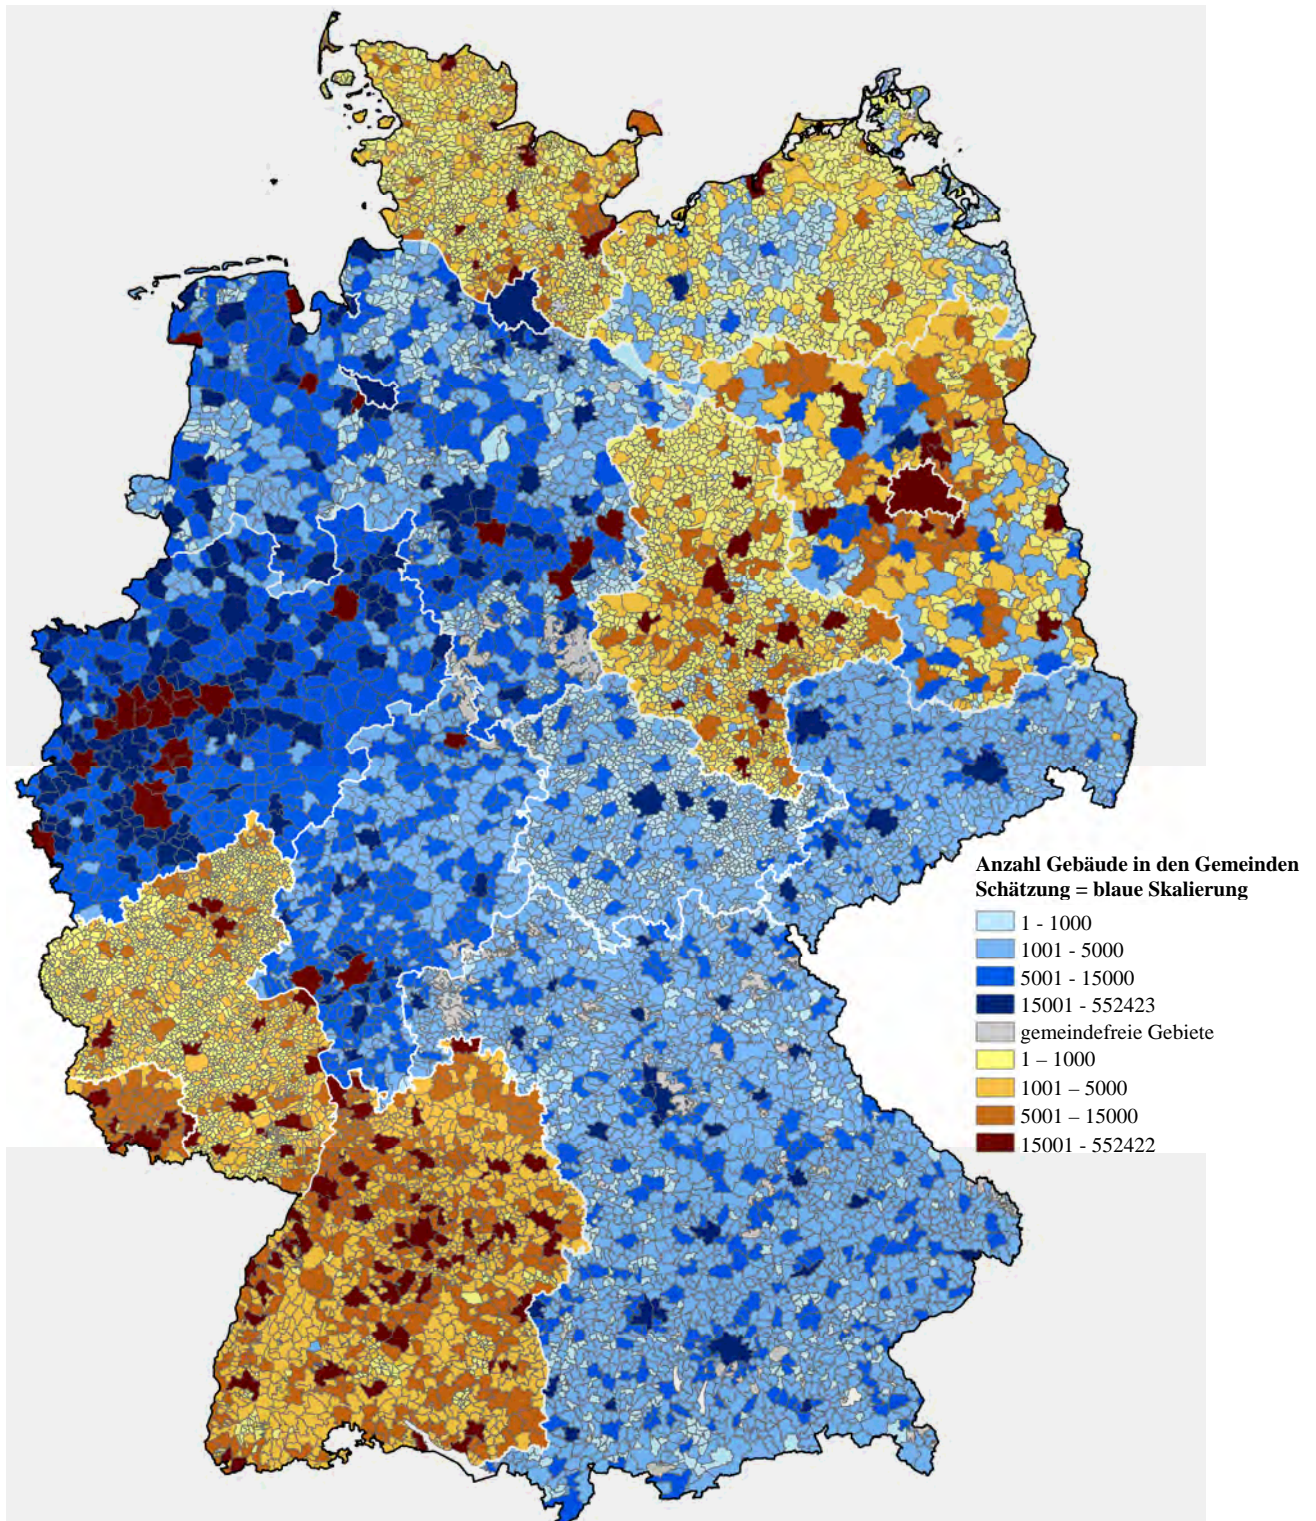 Anzahl Gebäude in den Gemeinden
Schätzung = blaue Skalierung
1 - 1000
1001 - 5000
5001 - 15000
15001 - 552423
gemeindefreie Gebiete
1 – 1000
1001 – 5000
5001 – 15000
15001 - 552422